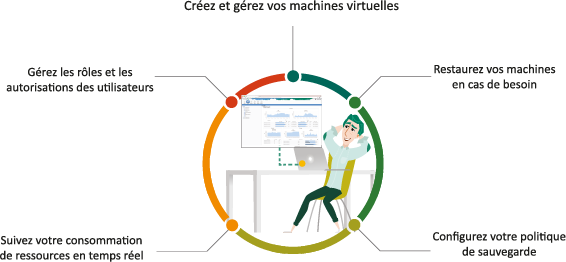 Créez et gérez vos machines virtuelles
Gérez les rôles et les
autorisations des utilisateurs
Restaurez vos machines
en cas de besoin
Suivez votre consommation
de ressources en temps réel
Configurez votre politique
de sauvegarde